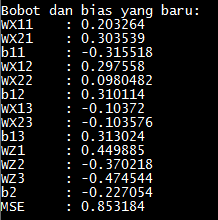 Bobot dan bias yang baru:
WX11 : 0.203264
WX21 : 0.303539
b11 : -0.315518
WX12 : 0.297558
WX22 : 0.0980482
b12 : 0.310114
WX13 : -0.10372
WX23 : -0.103576
b13 : 0.313024
WZ1 : 0.449885
WZ2 : -0.370218
WZ3 : -0.474544
b2 : -0.227054
MSE : 0.853184